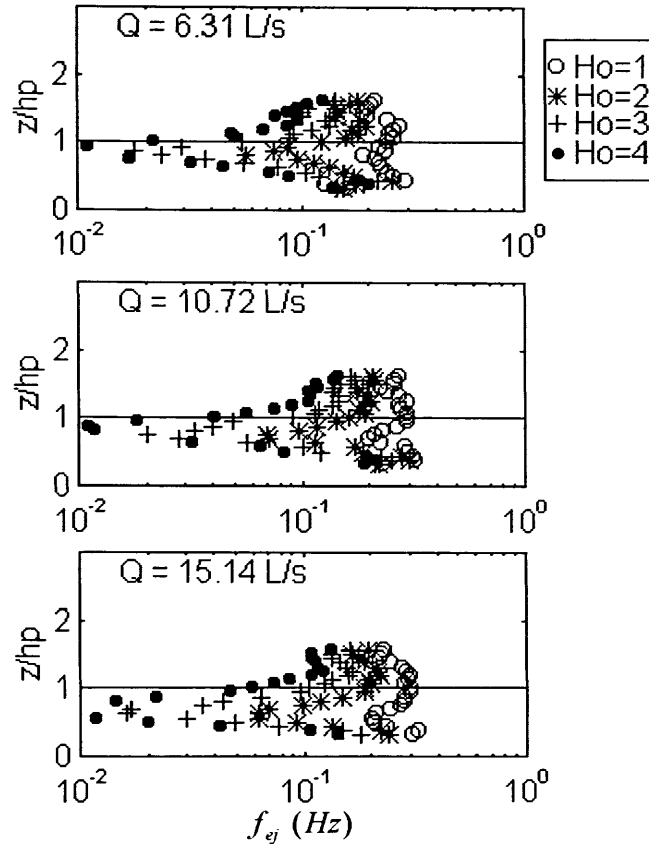 Q = 6.31 L/s
z/hp
2
1
0
10^-2
10^-1
10^0
Ho=1
Ho=2
Ho=3
Ho=4
Q = 10.72 L/s
z/hp
2
1
0
10^-2
10^-1
10^0
Q = 15.14 L/s
z/hp
2
1
0
10^-2
10^-1
10^0
f_ej (Hz)